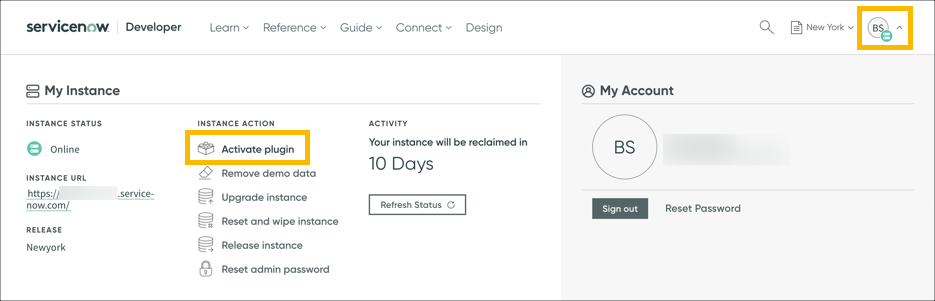 servicenow. Developer Learn Reference Guide Connect Design New York BS
My Instance
INSTANCE STATUS
Online
INSTANCE URL
https:// .service-
now.com/
RELEASE
Newyork
INSTANCE ACTION
Activate plugin
Remove demo data
Upgrade instance
Reset and wipe instance
Release instance
Reset admin password
ACTIVITY
Your instance will be reclaimed in
10 Days
Refresh Status
My Account
BS
Sign out Reset Password